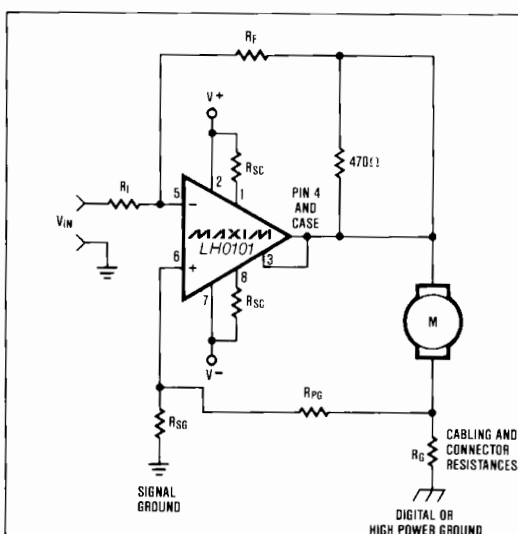 RF
V+
RSC
470Ω
2
1
PIN 4
AND
CASE
RI
5
-
VIN
MAXIM
LH0101
3
6
+
8
7
RSC
M
V-
RPG
RSG
RG
CABLING AND
CONNECTOR
RESISTANCES
SIGNAL
GROUND
DIGITAL OR
HIGH POWER GROUND